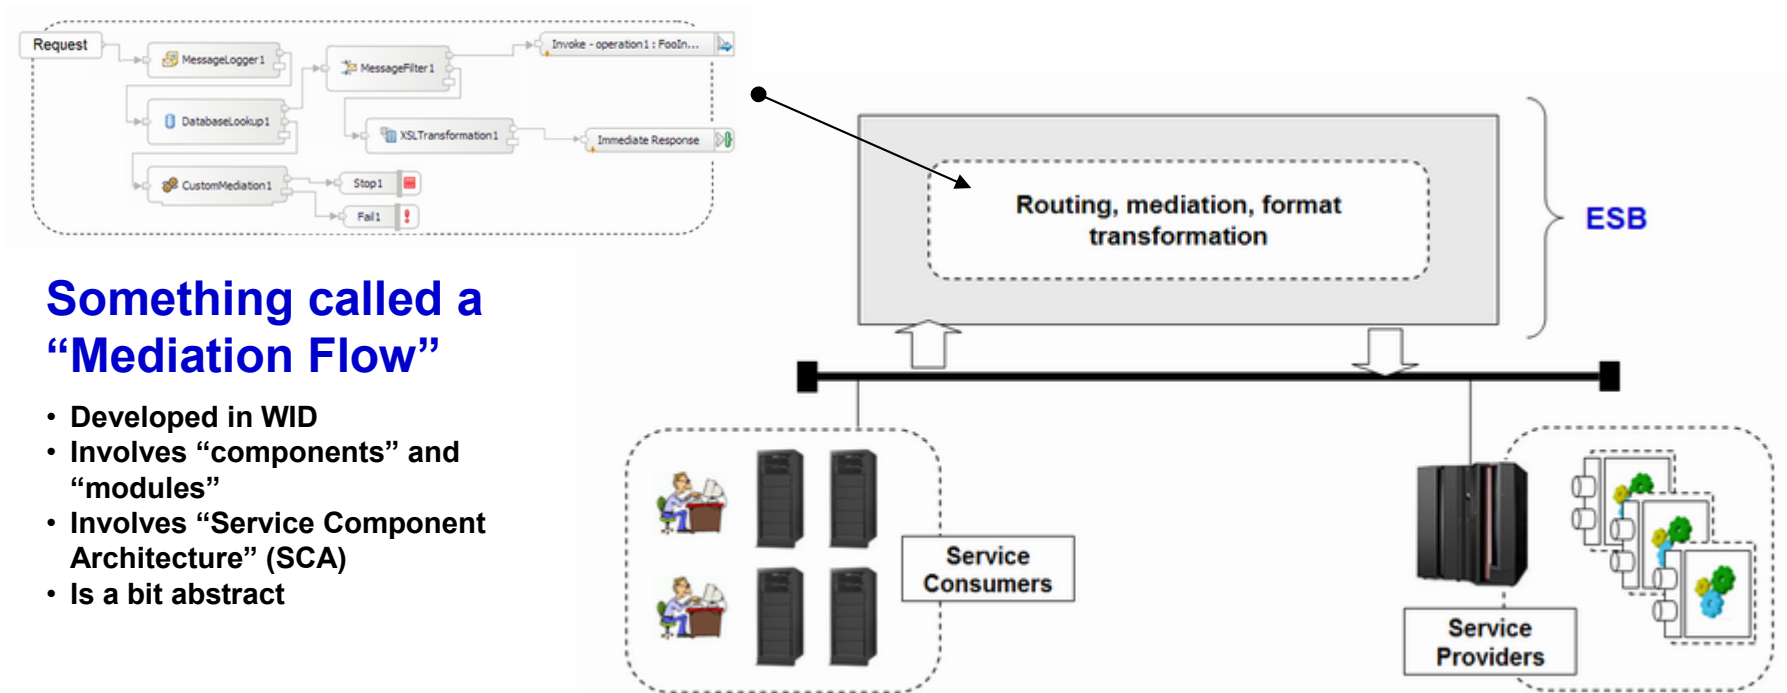 Request
MessageLogger1
MessageFilter1
Invoke - operation1 : FooIn...
DatabaseLookup1
XSLTransformation1
Immediate Response
CustomMediation1
Stop1
Fail1
Something called a
“Mediation Flow”
• Developed in WID
• Involves “components” and
“modules”
• Involves “Service Component
Architecture” (SCA)
• Is a bit abstract
Routing, mediation, format
transformation
ESB
Service
Consumers
Service
Providers